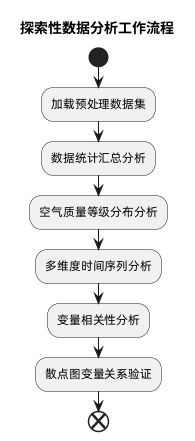 探索性数据分析工作流程
加载预处理数据集
数据统计汇总分析
空气质量等级分布分析
多维度时间序列分析
变量相关性分析
散点图变量关系验证